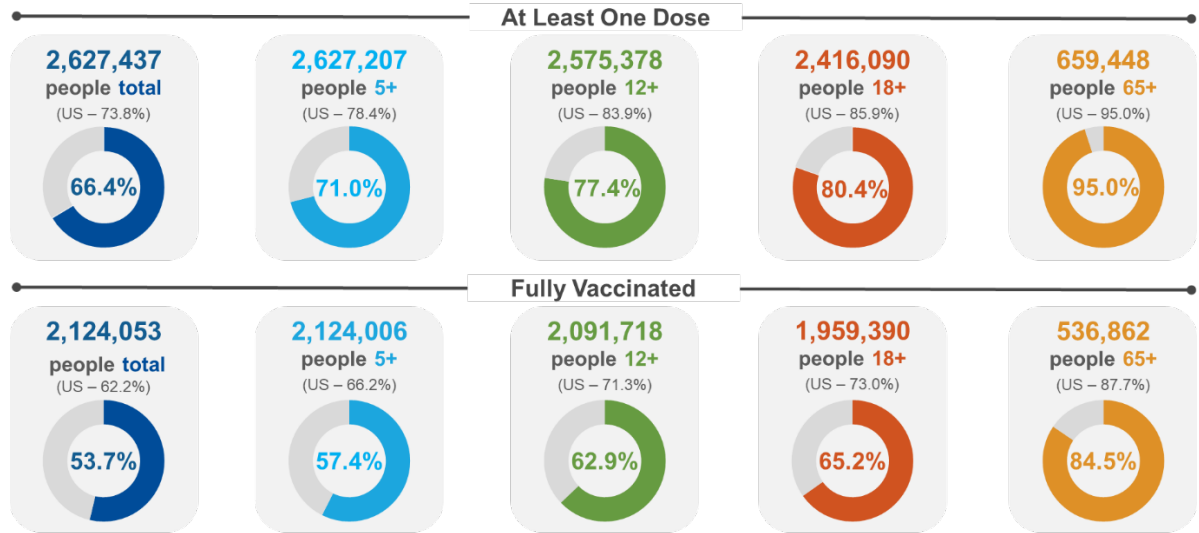 At Least One Dose
2,627,437
people total
(US – 73.8%)
66.4%
2,627,207
people 5+
(US – 78.4%)
71.0%
2,575,378
people 12+
(US – 83.9%)
77.4%
2,416,090
people 18+
(US – 85.9%)
80.4%
659,448
people 65+
(US – 95.0%)
95.0%
Fully Vaccinated
2,124,053
people total
(US – 62.2%)
53.7%
2,124,006
people 5+
(US – 66.2%)
57.4%
2,091,718
people 12+
(US – 71.3%)
62.9%
1,959,390
people 18+
(US – 73.0%)
65.2%
536,862
people 65+
(US – 87.7%)
84.5%